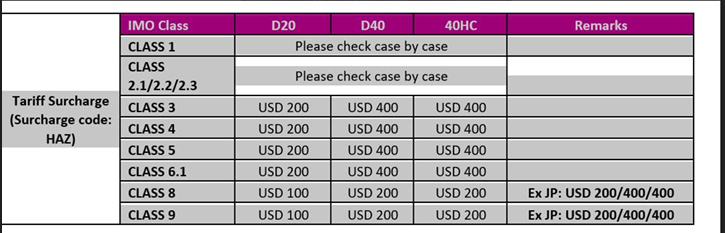 IMO Class D20 D40 40HC Remarks
CLASS 1 Please check case by case
CLASS
2.1/2.2/2.3 Please check case by case
Tariff Surcharge
(Surcharge code:
HAZ)
CLASS 3 USD 200 USD 400 USD 400
CLASS 4 USD 200 USD 400 USD 400
CLASS 5 USD 200 USD 400 USD 400
CLASS 6.1 USD 200 USD 400 USD 400
CLASS 8 USD 100 USD 200 USD 200 Ex JP: USD 200/400/400
CLASS 9 USD 100 USD 200 USD 200 Ex JP: USD 200/400/400